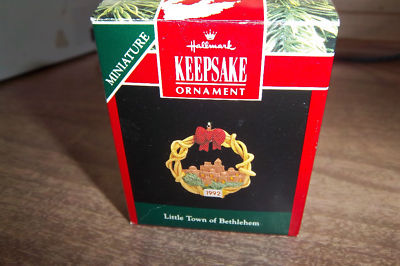 Hallmark
KEEPSAKE
ORNAMENT
MINIATURE
1992
Little Town of Bethlehem